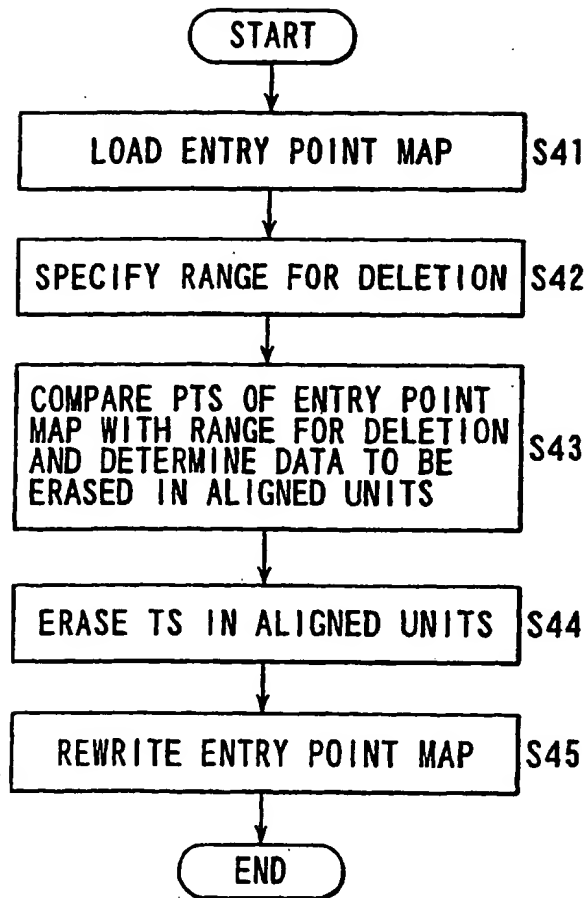 START
LOAD ENTRY POINT MAP S41
SPECIFY RANGE FOR DELETION S42
COMPARE PTS OF ENTRY POINT
MAP WITH RANGE FOR DELETION
AND DETERMINE DATA TO BE
ERASED IN ALIGNED UNITS
S43
ERASE TS IN ALIGNED UNITS S44
REWRITE ENTRY POINT MAP S45
END